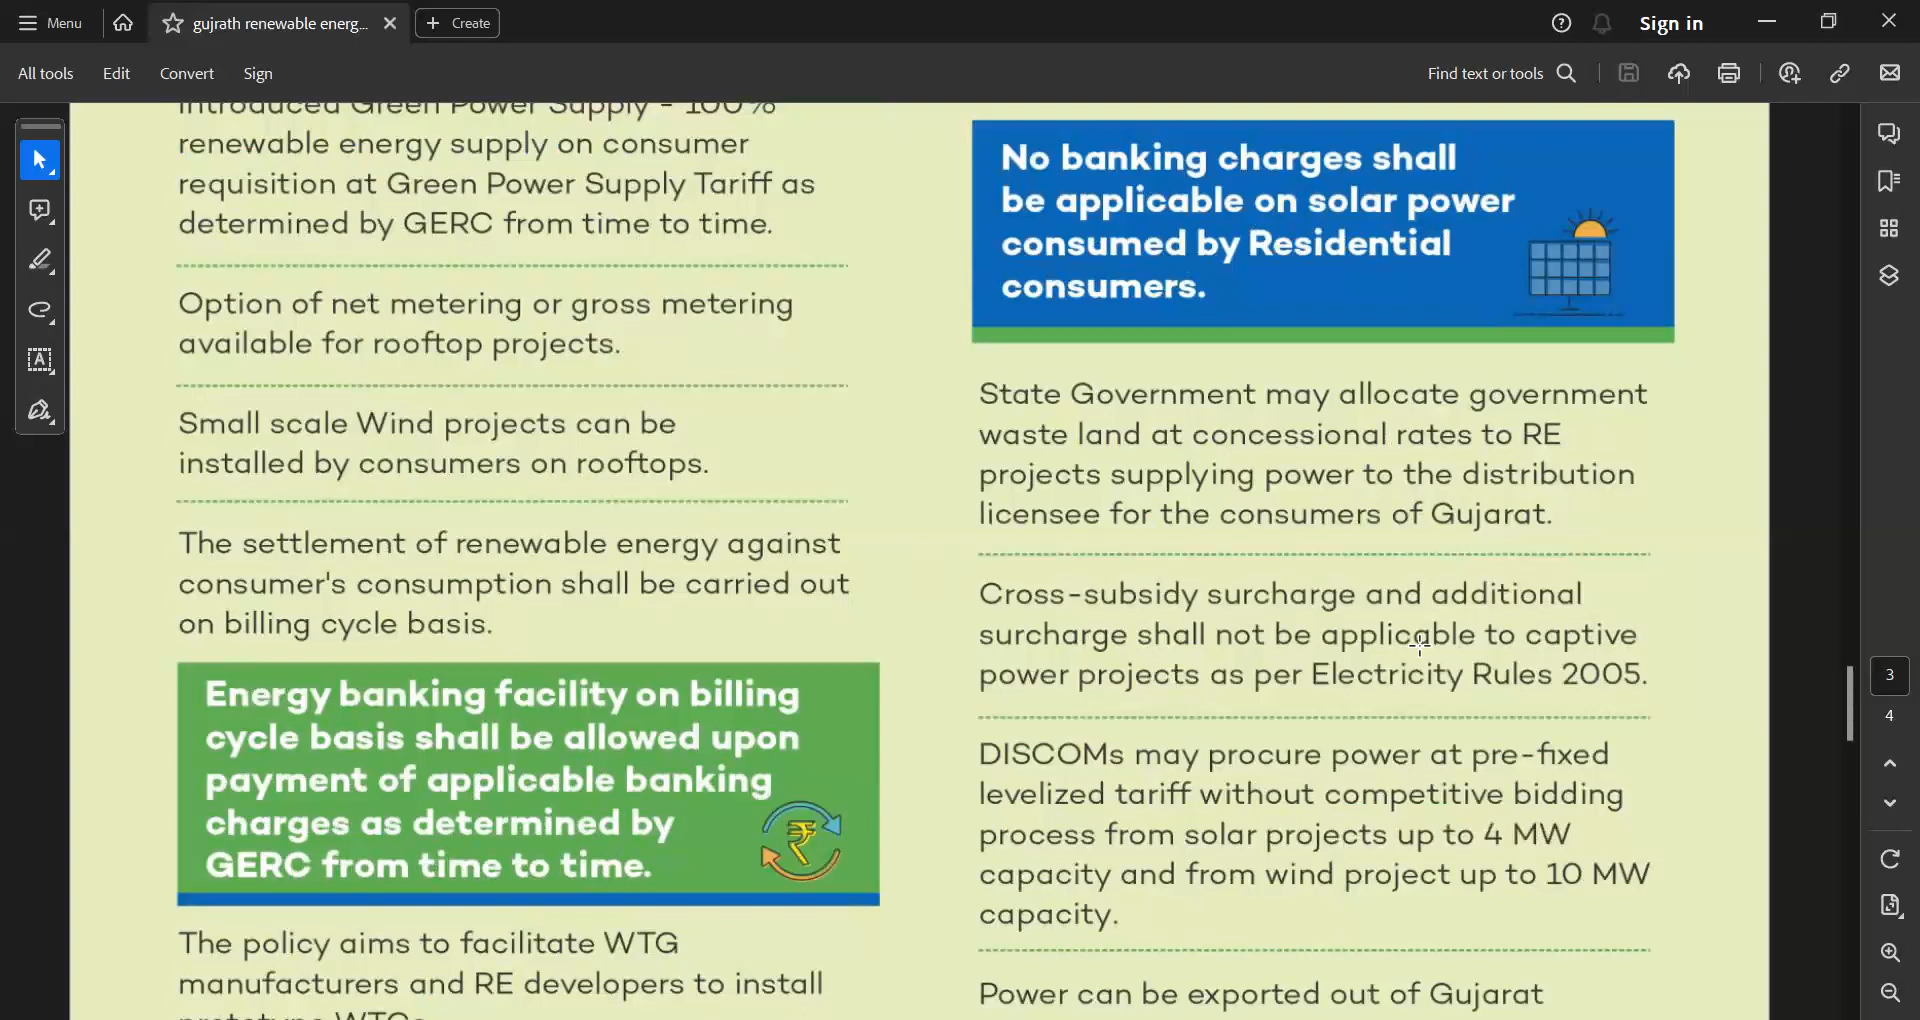 Menu
gujrath renewable energ...
Create
Sign in
All tools
Edit
Convert
Sign
Find text or tools
introduced Green Power Supply - 100%
renewable energy supply on consumer
requisition at Green Power Supply Tariff as
determined by GERC from time to time.
Option of net metering or gross metering
available for rooftop projects.
Small scale Wind projects can be
installed by consumers on rooftops.
The settlement of renewable energy against
consumer's consumption shall be carried out
on billing cycle basis.
Energy banking facility on billing
cycle basis shall be allowed upon
payment of applicable banking
charges as determined by
GERC from time to time.
The policy aims to facilitate WTG
manufacturers and RE developers to install
prototype WTGs
No banking charges shall
be applicable on solar power
consumed by Residential
consumers.
State Government may allocate government
waste land at concessional rates to RE
projects supplying power to the distribution
licensee for the consumers of Gujarat.
Cross-subsidy surcharge and additional
surcharge shall not be applicable to captive
power projects as per Electricity Rules 2005.
DISCOMs may procure power at pre-fixed
levelized tariff without competitive bidding
process from solar projects up to 4 MW
capacity and from wind project up to 10 MW
capacity.
Power can be exported out of Gujarat
3
4